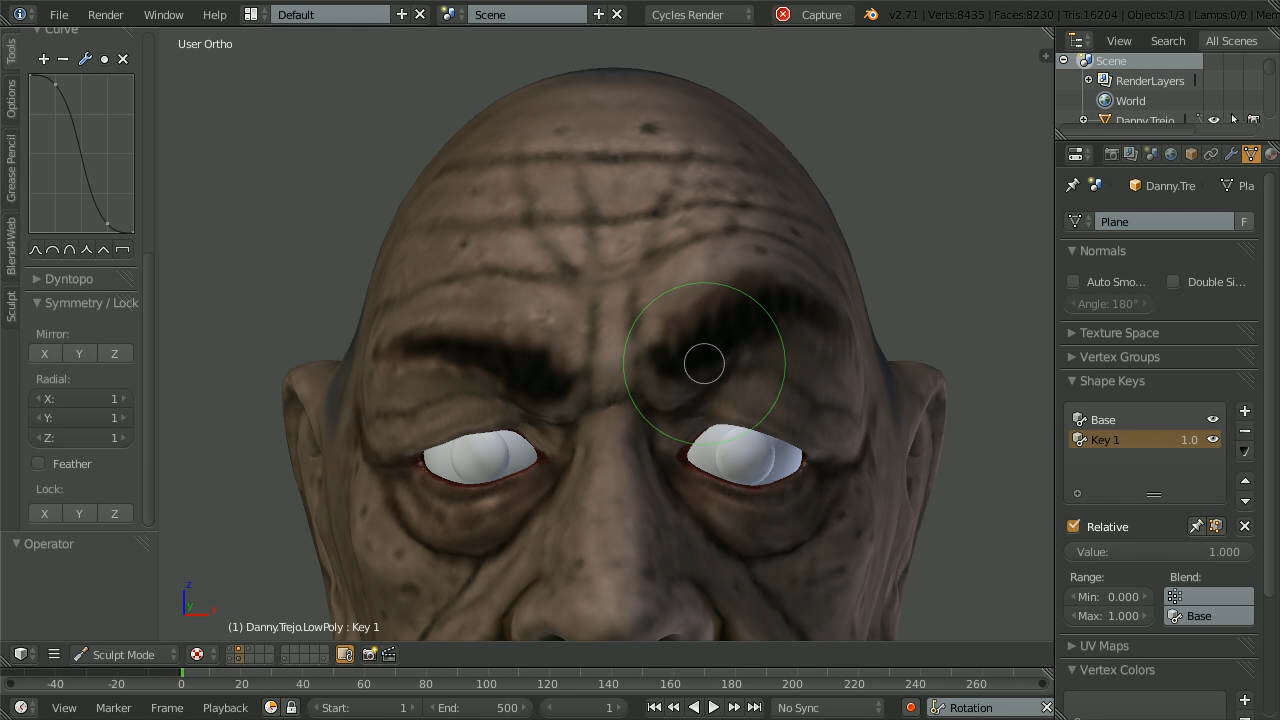 File Render Window Help Default Scene Cycles Render Capture v2.71 | Verts:8435 | Faces:8230 | Tris:16204 | Objects:1/3 | Lamps:0/0 | Mem
Curve
User Ortho
View Search All Scenes
Scene
RenderLayers
World
Danny.Trejo
Tools
Options
Grease Pencil
Blend4Web
Sculpt
Danny.Tre Pla
Plane F
Normals
Auto Smo... Double Si...
Angle: 180°
Texture Space
Vertex Groups
Shape Keys
Base
Key 1 1.0
Relative
Value: 1.000
Range: Blend:
Min: 0.000
Max: 1.000 Base
UV Maps
Vertex Colors
Dyntopo
Symmetry / Lock
Mirror:
X Y Z
Radial:
X: 1
Y: 1
Z: 1
Feather
Lock:
X Y Z
Operator
z
y
x
(1) Danny.Trejo.LowPoly : Key 1
Sculpt Mode
-40 -20 0 20 40 60 80 100 120 140 160 180 200 220 240 260
View Marker Frame Playback Start: 1 End: 500 1 No Sync Rotation